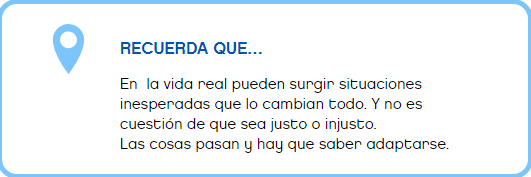 RECUERDA QUE...
En la vida real pueden surgir situaciones
inesperadas que lo cambian todo. Y no es
cuestión de que sea justo o injusto.
Las cosas pasan y hay que saber adaptarse.